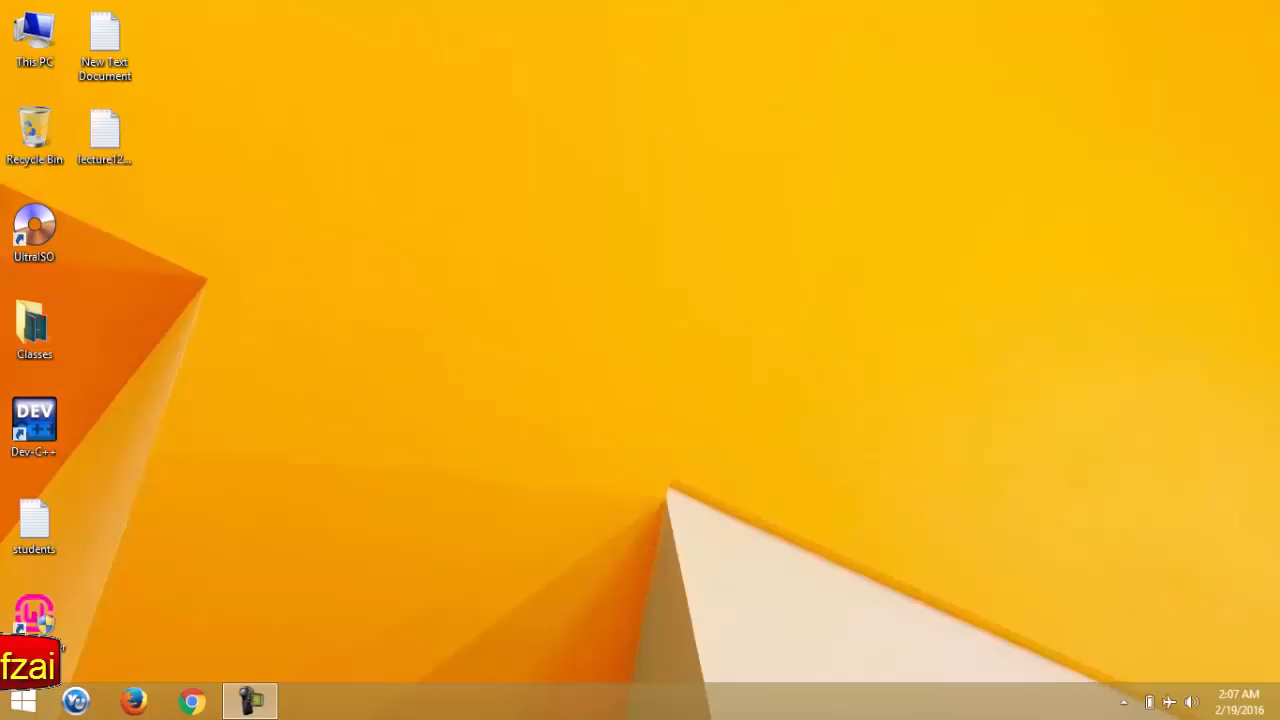 This PC
New Text
Document
Recycle Bin
lecture12...
UltraISO
Classes
DEV
C++
Dev-C++
students
fzai
r
2:07 AM
2/19/2016